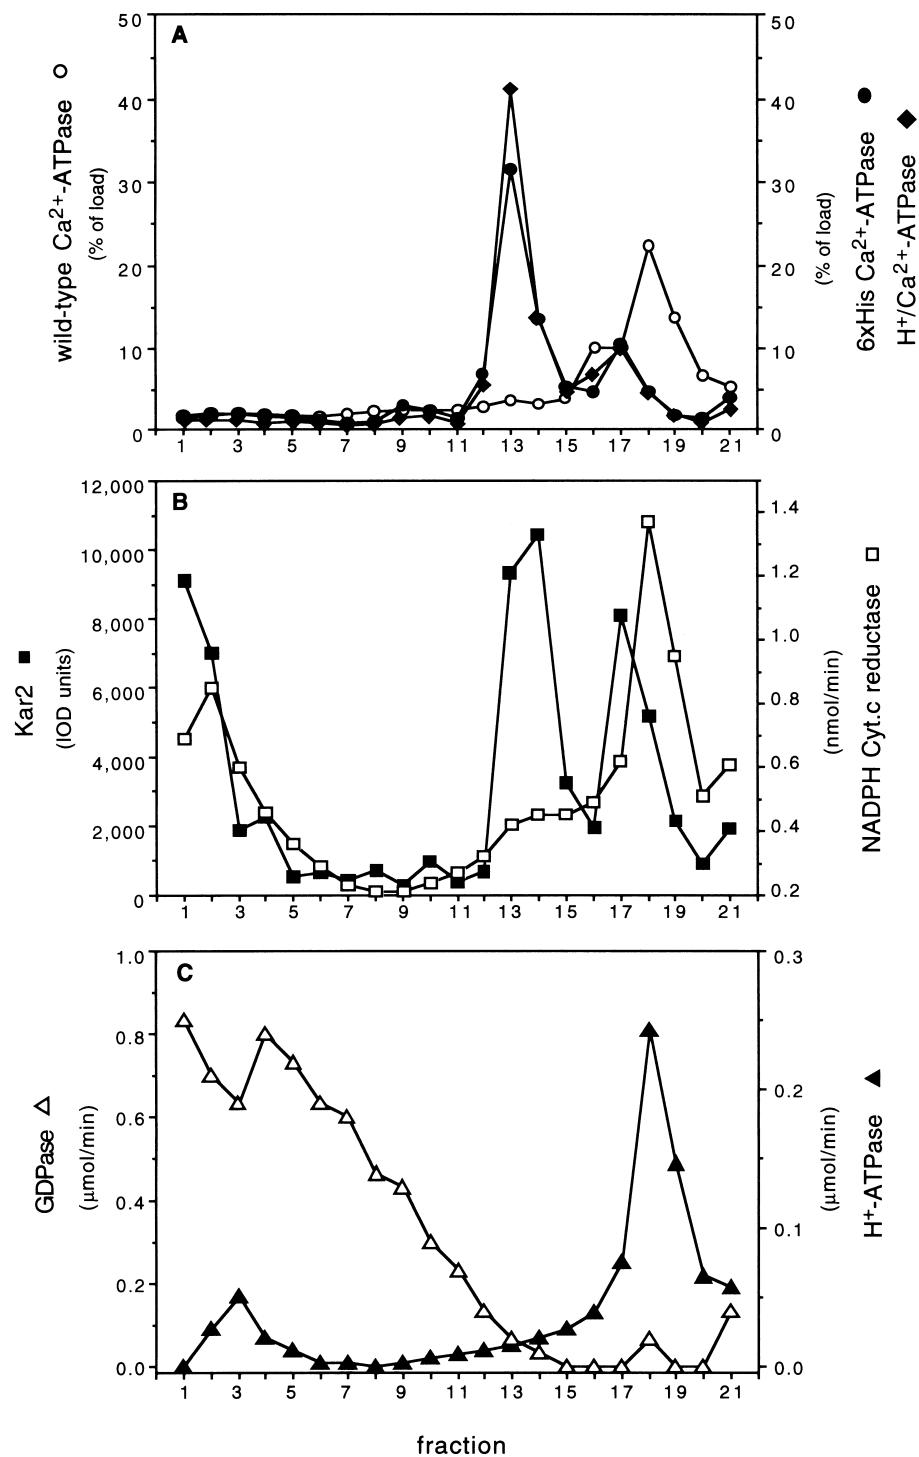 A
50
40
30
20
10
0
50
40
30
20
10
0
1 3 5 7 9 11 13 15 17 19 21
wild-type Ca2+-ATPase
(% of load)
(% of load)
6xHis Ca2+-ATPase
H+/Ca2+-ATPase
B
12,000
10,000
8,000
6,000
4,000
2,000
0
1.4
1.2
1.0
0.8
0.6
0.4
0.2
1 3 5 7 9 11 13 15 17 19 21
Kar2
(IOD units)
(nmol/min)
NADPH Cyt.c reductase
C
1.0
0.8
0.6
0.4
0.2
0.0
0.3
0.2
0.1
0.0
1 3 5 7 9 11 13 15 17 19 21
GDPase
(μmol/min)
(μmol/min)
H+-ATPase
fraction